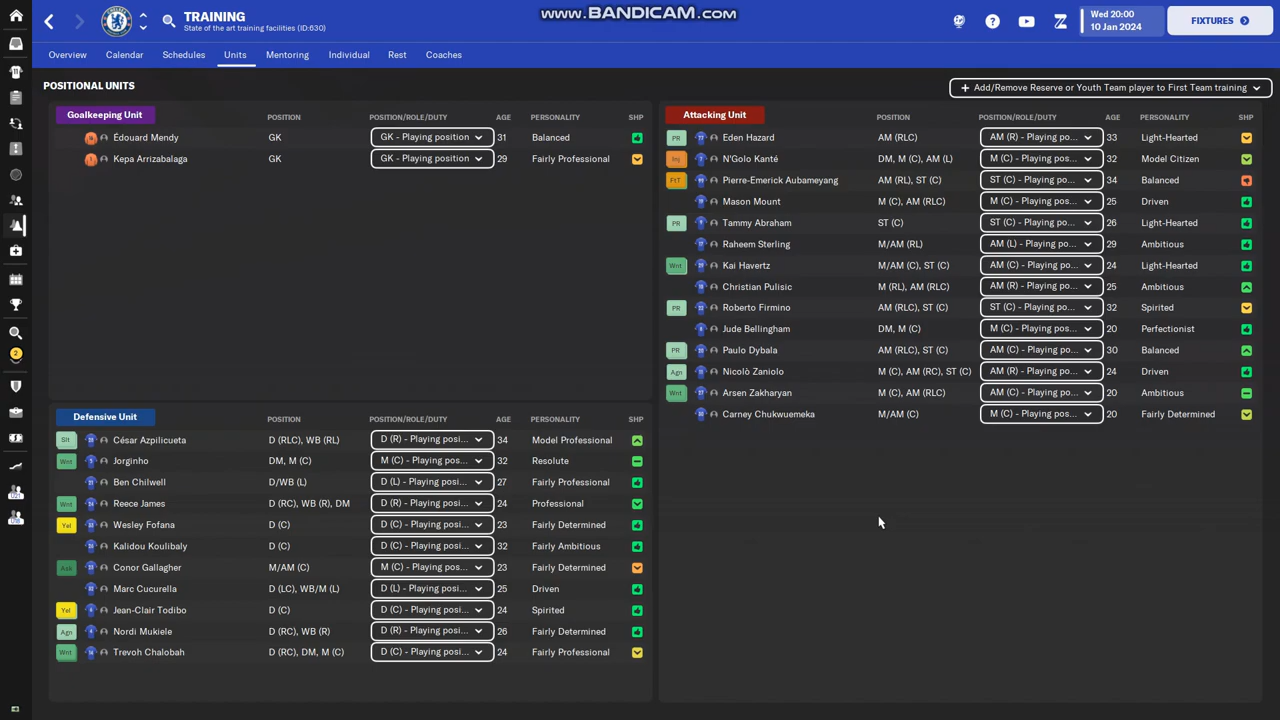 www.BANDICAM.com
TRAINING
State of the art training facilities (ID:630)
Wed 20:00
10 Jan 2024
FIXTURES
Overview Calendar Schedules Units Mentoring Individual Rest Coaches
POSITIONAL UNITS
+ Add/Remove Reserve or Youth Team player to First Team training
Goalkeeping Unit POSITION POSITION/ROLE/DUTY AGE PERSONALITY SHP
Édouard Mendy GK GK - Playing position 31 Balanced
Kepa Arrizabalaga GK GK - Playing position 29 Fairly Professional
Defensive Unit POSITION POSITION/ROLE/DUTY AGE PERSONALITY SHP
Slt César Azpilicueta D (RLC), WB (RL) D (R) - Playing posi... 34 Model Professional
Wnt Jorginho DM, M (C) M (C) - Playing pos... 32 Resolute
Ben Chilwell D/WB (L) D (L) - Playing posi... 27 Fairly Professional
Wnt Reece James D (RC), WB (R), DM D (R) - Playing posi... 24 Professional
Yel Wesley Fofana D (C) D (C) - Playing posi... 23 Fairly Determined
Kalidou Koulibaly D (C) D (C) - Playing posi... 32 Fairly Ambitious
Ask Conor Gallagher M/AM (C) M (C) - Playing pos... 23 Fairly Determined
Marc Cucurella D (LC), WB/M (L) D (L) - Playing posi... 25 Driven
Yel Jean-Clair Todibo D (C) D (C) - Playing posi... 24 Spirited
Agn Nordi Mukiele D (RC), WB (R) D (R) - Playing posi... 26 Fairly Determined
Wnt Trevoh Chalobah D (RC), DM, M (C) D (C) - Playing posi... 24 Fairly Professional
Attacking Unit POSITION POSITION/ROLE/DUTY AGE PERSONALITY SHP
PR Eden Hazard AM (RLC) AM (R) - Playing po... 33 Light-Hearted
Inj N'Golo Kanté DM, M (C), AM (L) M (C) - Playing pos... 32 Model Citizen
FtT Pierre-Emerick Aubameyang AM (RL), ST (C) ST (C) - Playing po... 34 Balanced
Mason Mount M (C), AM (RLC) M (C) - Playing pos... 25 Driven
PR Tammy Abraham ST (C) ST (C) - Playing po... 26 Light-Hearted
Raheem Sterling M/AM (RL) AM (L) - Playing po... 29 Ambitious
Wnt Kai Havertz M/AM (C), ST (C) AM (C) - Playing po... 24 Light-Hearted
Christian Pulisic M (RL), AM (RLC) AM (R) - Playing po... 25 Ambitious
PR Roberto Firmino AM (RLC), ST (C) ST (C) - Playing po... 32 Spirited
Jude Bellingham DM, M (C) M (C) - Playing pos... 20 Perfectionist
PR Paulo Dybala AM (RLC), ST (C) AM (C) - Playing po... 30 Balanced
Agn Nicolò Zaniolo M (C), AM (RC), ST (C) AM (R) - Playing po... 24 Driven
Wnt Arsen Zakharyan M (C), AM (RLC) AM (C) - Playing po... 20 Ambitious
Carney Chukwuemeka M/AM (C) M (C) - Playing pos... 20 Fairly Determined